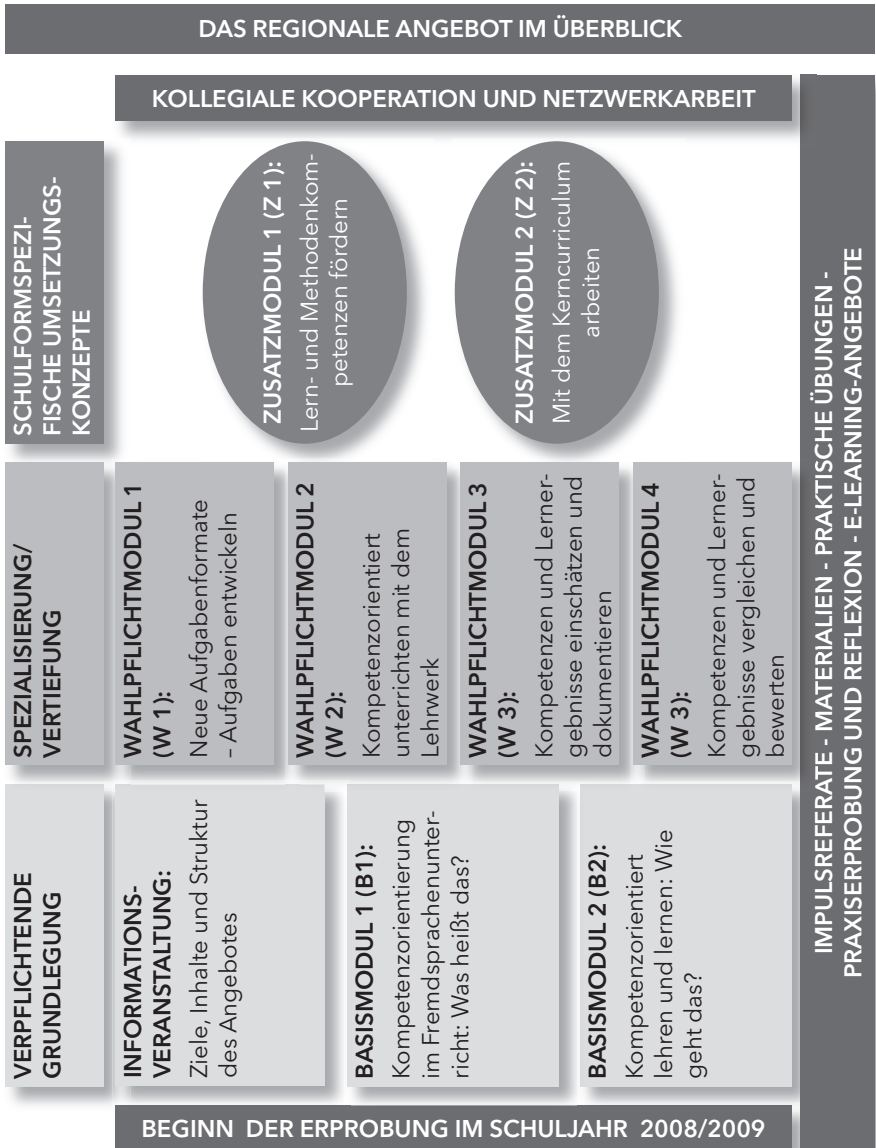 DAS REGIONALE ANGEBOT IM ÜBERBLICK
KOLLEGIALE KOOPERATION UND NETZWERKARBEIT
VERPFLICHTENDE
GRUNDLEGUNG
INFORMATIONS-
VERANSTALTUNG:
Ziele, Inhalte und Struktur
des Angebotes
BASISMODUL 1 (B1):
Kompetenzorientierung
im Fremdsprachenunter-
richt: Was heißt das?
BASISMODUL 2 (B2):
Kompetenzorientiert
lehren und lernen: Wie
geht das?
SPEZIALISIERUNG/
VERTIEFUNG
WAHLPFLICHTMODUL 1
(W 1):
Neue Aufgabenformate
– Aufgaben entwickeln
WAHLPFLICHTMODUL 2
(W 2):
Kompetenzorientiert
unterrichten mit dem
Lehrwerk
WAHLPFLICHTMODUL 3
(W 3):
Kompetenzen und Lerner-
gebnisse einschätzen und
dokumentieren
WAHLPFLICHTMODUL 4
(W 3):
Kompetenzen und Lerner-
gebnisse vergleichen und
bewerten
SCHULFORMSPEZI-
FISCHE UMSETZUNGS-
KONZEPTE
ZUSATZMODUL 1 (Z 1):
Lern- und Methodenkom-
petenzen fördern
ZUSATZMODUL 2 (Z 2):
Mit dem Kerncurriculum
arbeiten
IMPULSREFERATE - MATERIALIEN - PRAKTISCHE ÜBUNGEN -
PRAXISERPROBUNG UND REFLEXION - E-LEARNING-ANGEBOTE
BEGINN DER ERPROBUNG IM SCHULJAHR 2008/2009